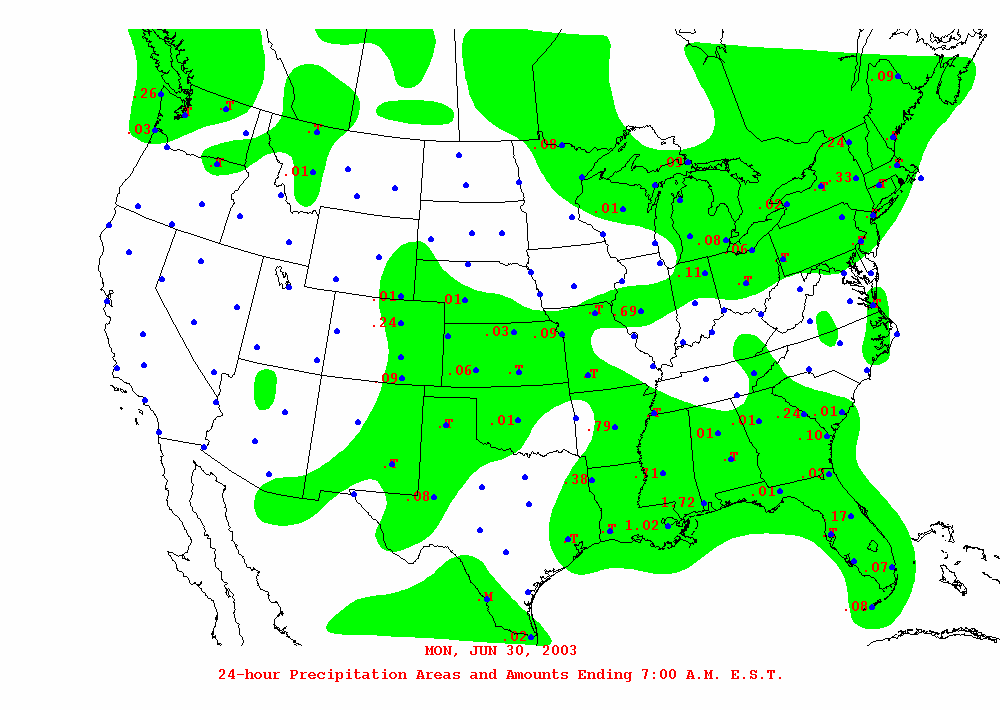 .09
.26
T
.T
.03
.T
.08
.24
.T
.09
.01
.33
.T
T
.02
.01
.T
.08
.06
.T
.T
.11
.T
.01
.01
.T
.69
.24
.03
.09
.06
.T
.T
.09
.T
.24
.01
.T
.01
.01
.79
.01
.10
.T
.T
.02
.71
.38
.01
.08
1.72
.17
1.02
.T
.T
.T
.07
.M
.08
.02
MON, JUN 30, 2003
24-hour Precipitation Areas and Amounts Ending 7:00 A.M. E.S.T.